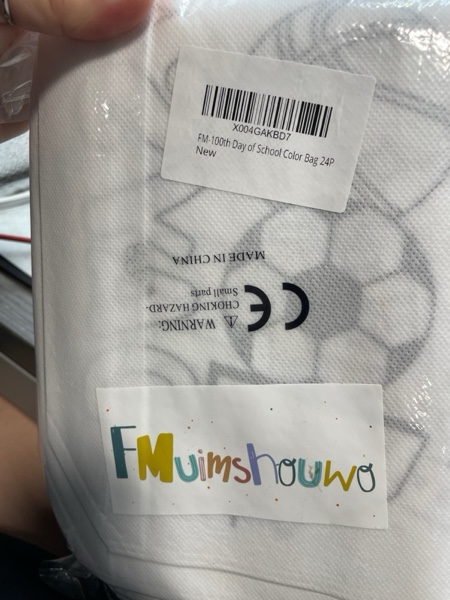 X004GAKBD7
FM-100th Day of School Color Bag 24P
New
MADE IN CHINA
CE
⚠ WARNING:
CHOKING HAZARD-
Small parts
FMuimshouwo